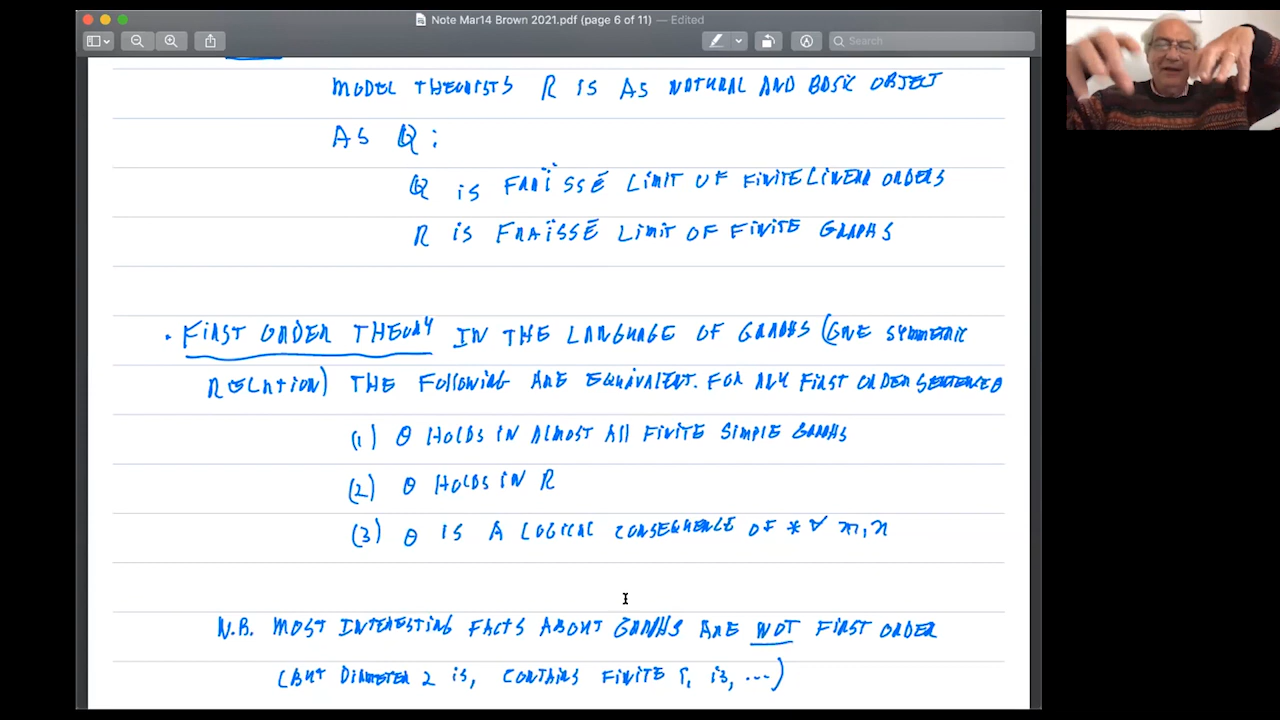 Note Mar14 Brown 2021.pdf (page 6 of 11) — Edited
Search
MODEL THEORISTS R IS AS NATURAL AND BASIC OBJECT
AS Q:
Q IS FRAÏSSÉ LIMIT OF FINITE LINEAR ORDERS
R IS FRAÏSSÉ LIMIT OF FINITE GRAPHS
· FIRST ORDER THEORY IN THE LANGUAGE OF GRAPHS (ONE SYMMETRIC
RELATION) THE FOLLOWING ARE EQUIVALENT. FOR ANY FIRST ORDER SENTENCE θ
(1) θ HOLDS IN ALMOST ALL FINITE SIMPLE GRAPHS
(2) θ HOLDS IN R
(3) θ IS A LOGICAL CONSEQUENCE OF * ∀ m, n
N.B. MOST INTERESTING FACTS ABOUT GRAPHS ARE NOT FIRST ORDER
(BUT DIAMETER 2 IS, CONTAINS FINITE Γ, IS, ...)